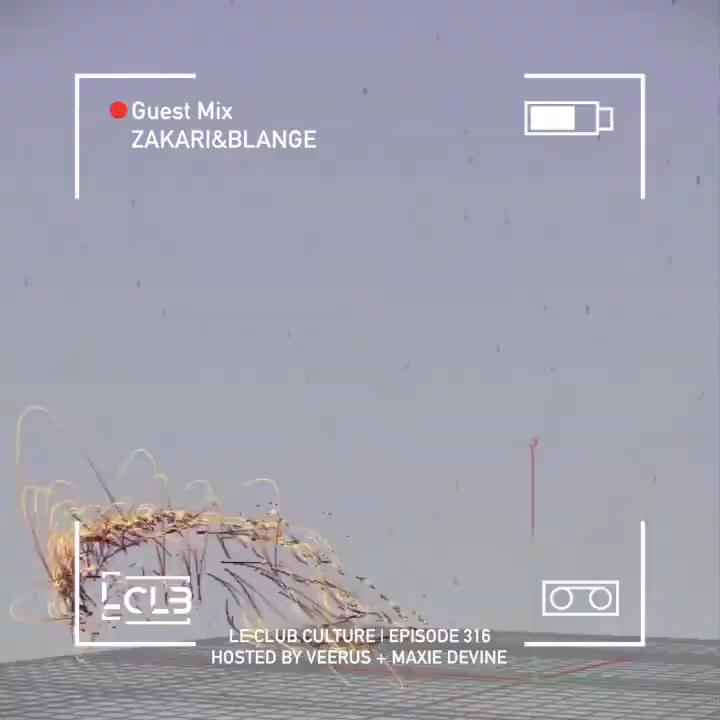 Guest Mix
ZAKARI&BLANGE
LCLB
LE CLUB CULTURE | EPISODE 316
HOSTED BY VEERUS + MAXIE DEVINE